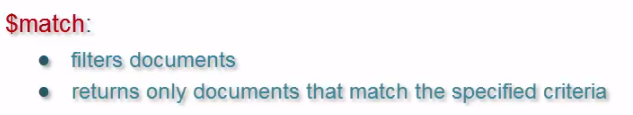 $match:
• filters documents
• returns only documents that match the specified criteria